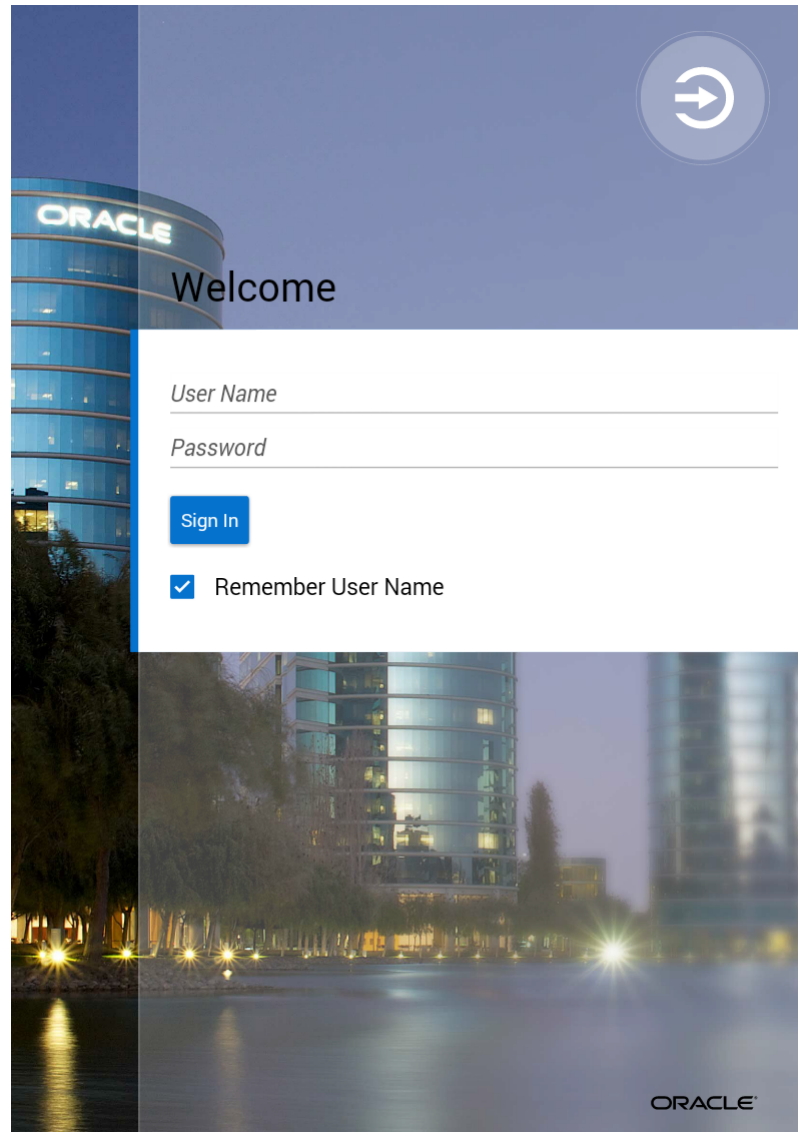 ORACLE
Welcome
User Name
Password
Sign In
Remember User Name
ORACLE®